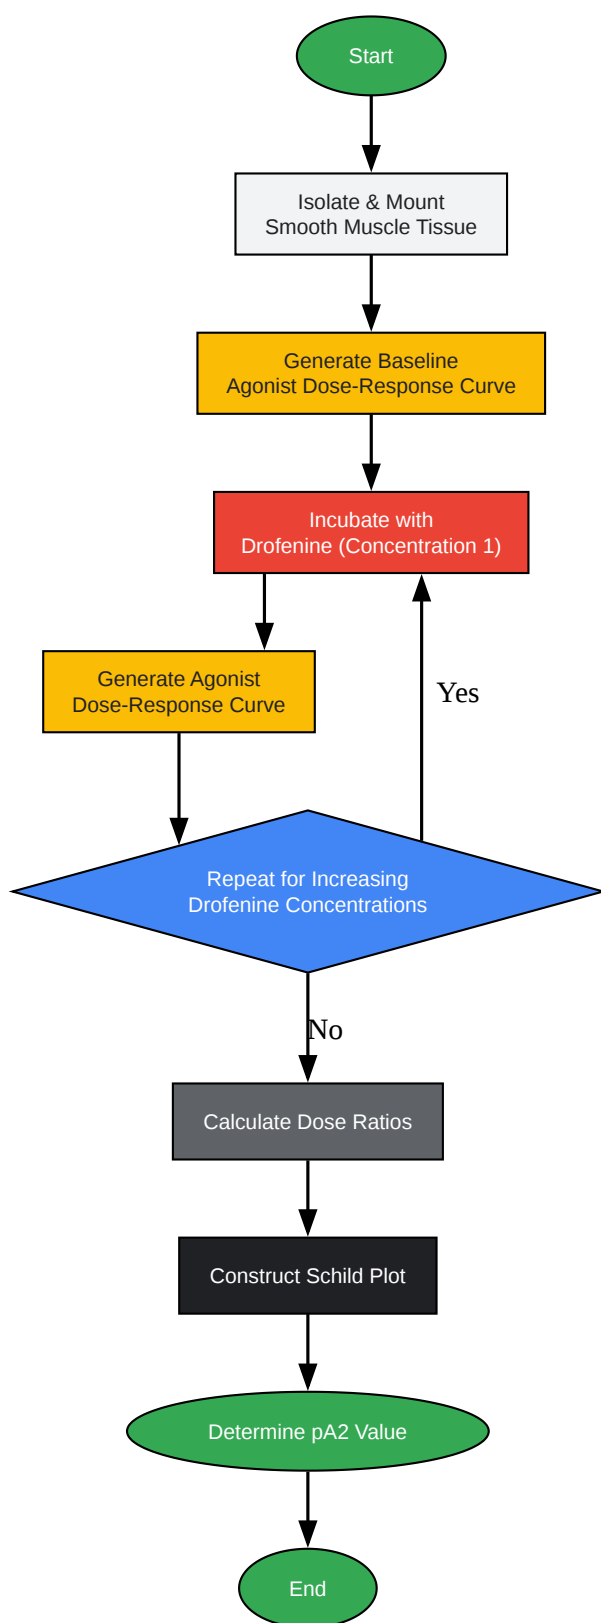 Start
Isolate & Mount
Smooth Muscle Tissue
Generate Baseline
Agonist Dose-Response Curve
Incubate with
Drofenine (Concentration 1)
Generate Agonist
Dose-Response Curve
Yes
Repeat for Increasing
Drofenine Concentrations
No
Calculate Dose Ratios
Construct Schild Plot
Determine pA2 Value
End